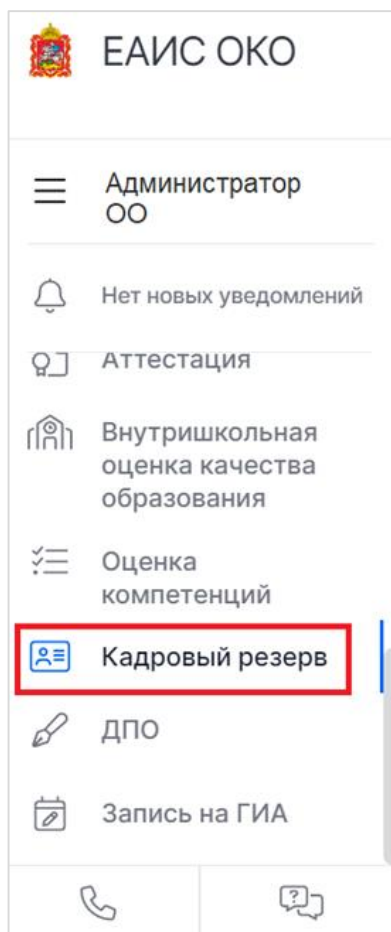 ЕАИС ОКО
Администратор
ОО
Нет новых уведомлений
Аттестация
Внутришкольная
оценка качества
образования
Оценка
компетенций
Кадровый резерв
ДПО
Запись на ГИА